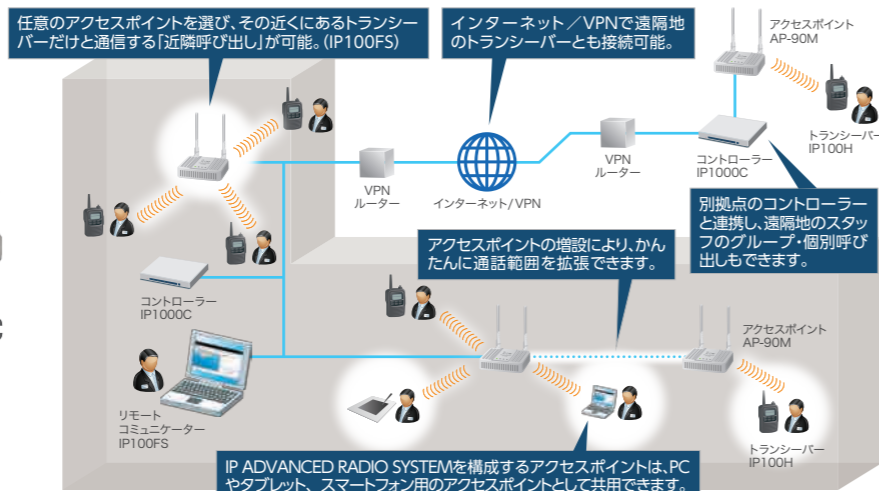 任意のアクセスポイントを選び、その近くにあるトランシー
バーだけと通信する「近隣呼び出し」が可能。(IP100FS)
インターネット／VPNで遠隔地
のトランシーバーとも接続可能。
アクセスポイント
AP-90M
トランシーバー
IP100H
VPN
ルーター
インターネット/VPN
VPN
ルーター
コントローラー
IP1000C
別拠点のコントローラー
と連携し、遠隔地のスタッ
フのグループ・個別呼び
出しもできます。
アクセスポイントの増設により、かん
たんに通話範囲を拡張できます。
コントローラー
IP1000C
アクセスポイント
AP-90M
リモート
コミュニケーター
IP100FS
トランシーバー
IP100H
IP ADVANCED RADIO SYSTEMを構成するアクセスポイントは、PC
やタブレット、スマートフォン用のアクセスポイントとして共用できます。